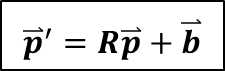 p⃗′ = Rp⃗ + b⃗